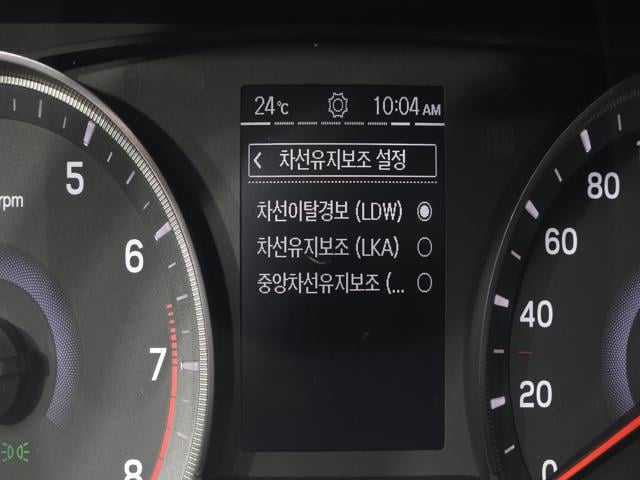 24°C 10:04 AM
< 차선유지보조 설정
차선이탈경보 (LDW)
차선유지보조 (LKA)
중앙차선유지보조 (...
rpm
5
6
7
8
80
60
40
20
0